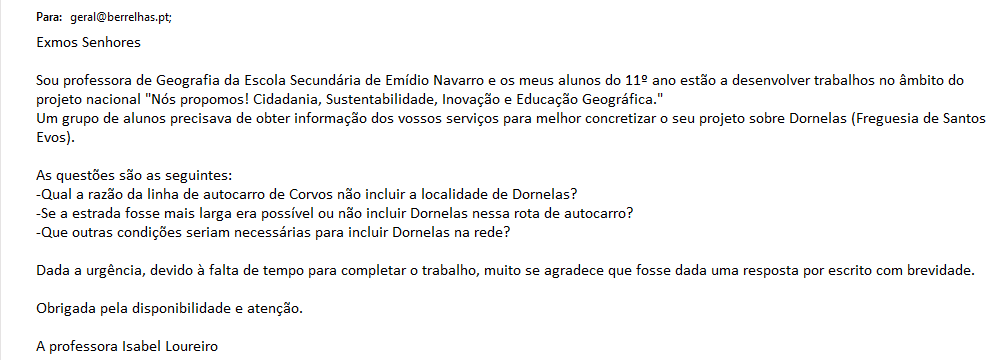 Para: geral@berrelhas.pt;
Exmos Senhores
Sou professora de Geografia da Escola Secundária de Emídio Navarro e os meus alunos do 11º ano estão a desenvolver trabalhos no âmbito do
projeto nacional "Nós propomos! Cidadania, Sustentabilidade, Inovação e Educação Geográfica."
Um grupo de alunos precisava de obter informação dos vossos serviços para melhor concretizar o seu projeto sobre Dornelas (Freguesia de Santos
Evos).
As questões são as seguintes:
-Qual a razão da linha de autocarro de Corvos não incluir a localidade de Dornelas?
-Se a estrada fosse mais larga era possível ou não incluir Dornelas nessa rota de autocarro?
-Que outras condições seriam necessárias para incluir Dornelas na rede?
Dada a urgência, devido à falta de tempo para completar o trabalho, muito se agradece que fosse dada uma resposta por escrito com brevidade.
Obrigada pela disponibilidade e atenção.
A professora Isabel Loureiro